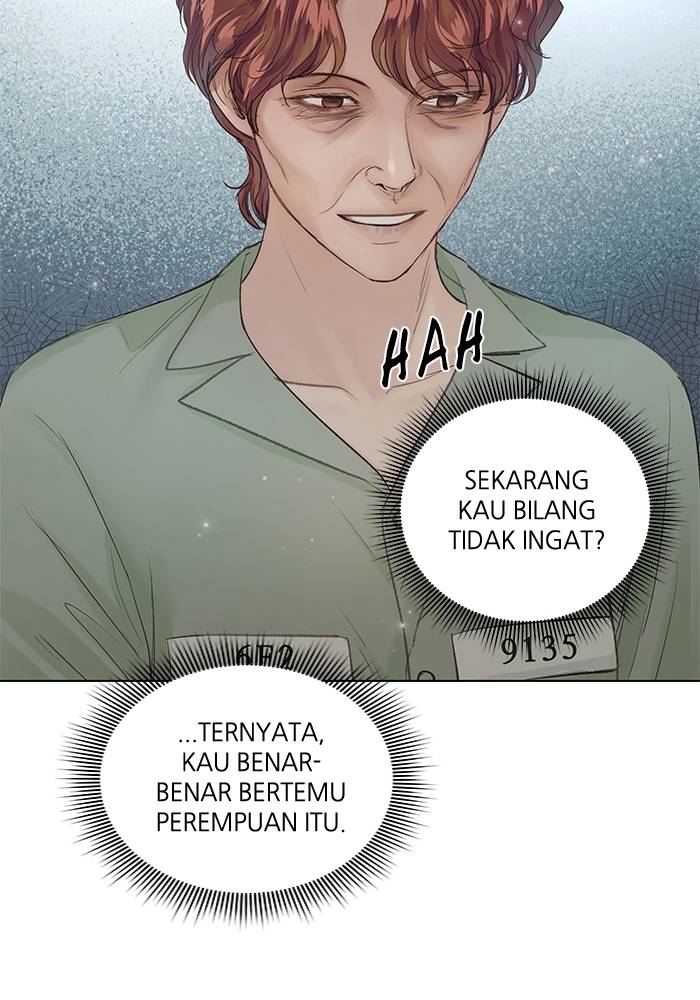 HAH
SEKARANG
KAU BILANG
TIDAK INGAT?
9135
...TERNYATA,
KAU BENAR-
BENAR BERTEMU
PEREMPUAN ITU.